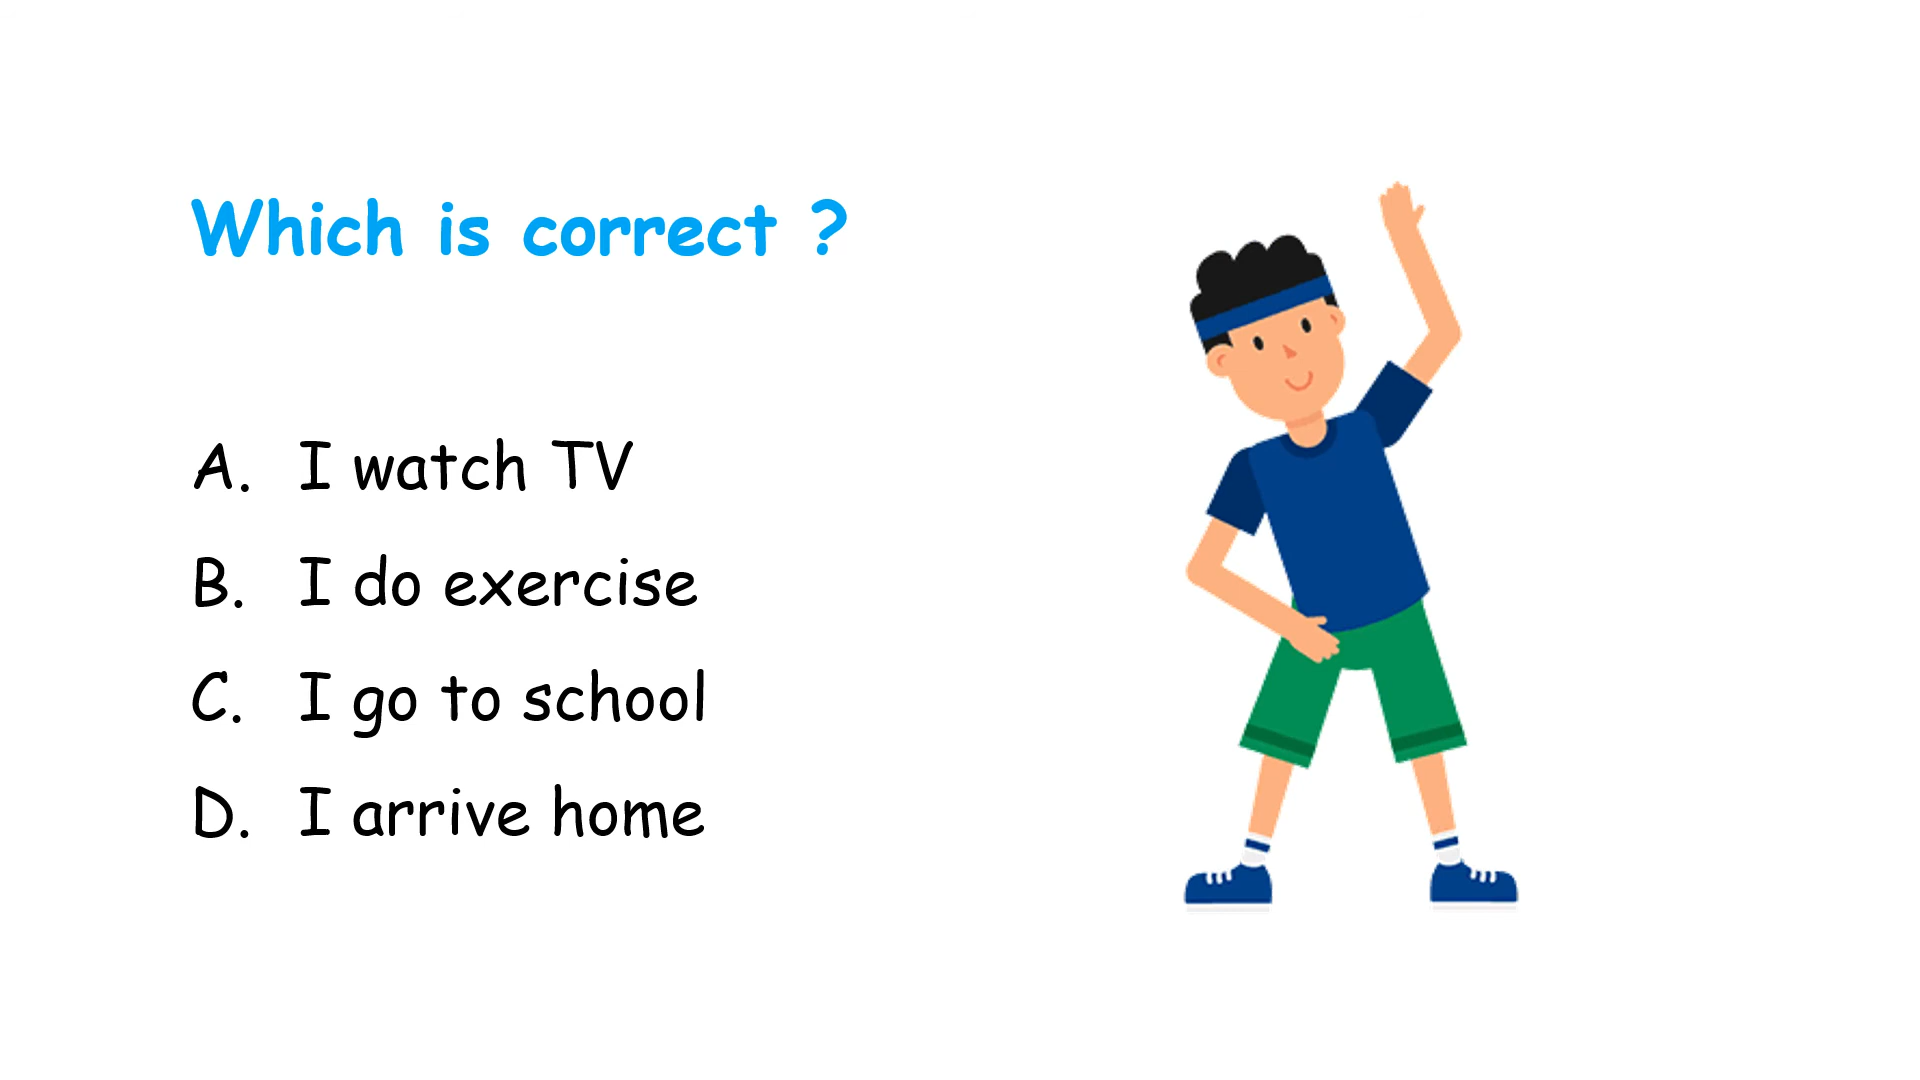 Which is correct ?
A. I watch TV
B. I do exercise
C. I go to school
D. I arrive home